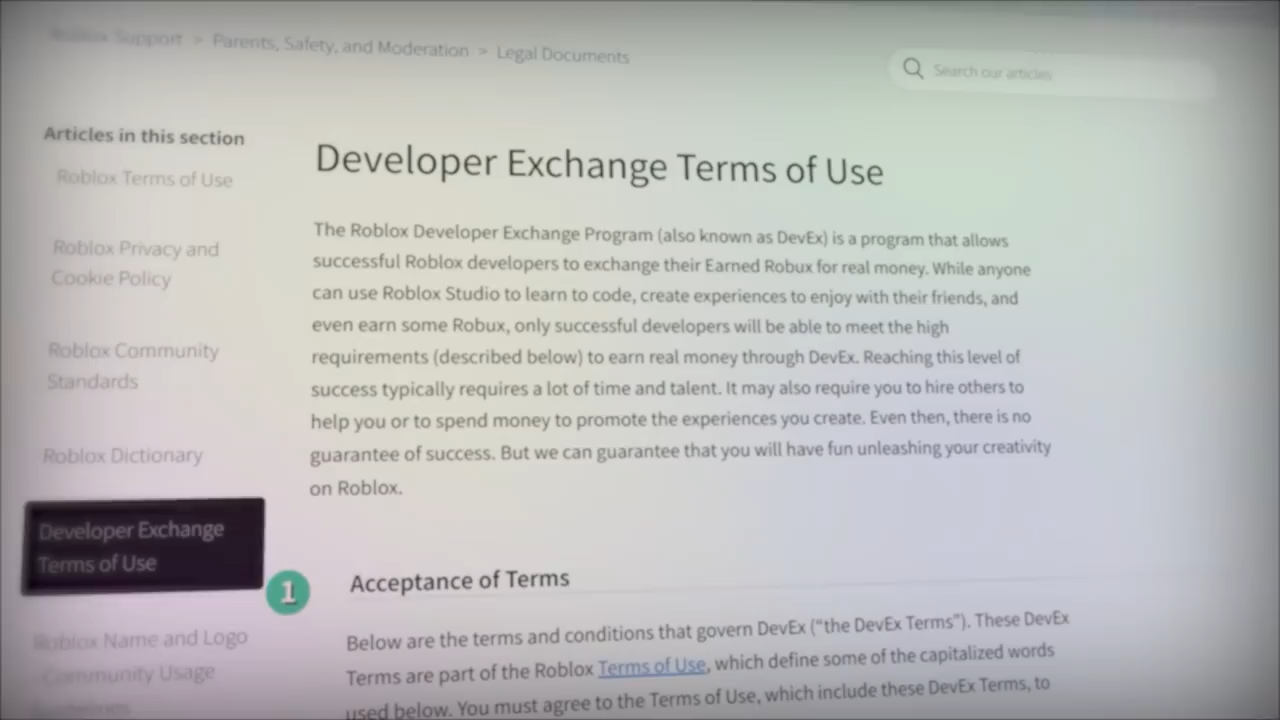 Roblox Support > Parents, Safety, and Moderation > Legal Documents
Search our articles
Articles in this section
Roblox Terms of Use
Roblox Privacy and
Cookie Policy
Roblox Community
Standards
Roblox Dictionary
Developer Exchange
Terms of Use
Roblox Name and Logo
Community Usage
Developer Exchange Terms of Use
The Roblox Developer Exchange Program (also known as DevEx) is a program that allows
successful Roblox developers to exchange their Earned Robux for real money. While anyone
can use Roblox Studio to learn to code, create experiences to enjoy with their friends, and
even earn some Robux, only successful developers will be able to meet the high
requirements (described below) to earn real money through DevEx. Reaching this level of
success typically requires a lot of time and talent. It may also require you to hire others to
help you or to spend money to promote the experiences you create. Even then, there is no
guarantee of success. But we can guarantee that you will have fun unleashing your creativity
on Roblox.
1
Acceptance of Terms
Below are the terms and conditions that govern DevEx (“the DevEx Terms”). These DevEx
Terms are part of the Roblox Terms of Use, which define some of the capitalized words
used below. You must agree to the Terms of Use, which include these DevEx Terms, to